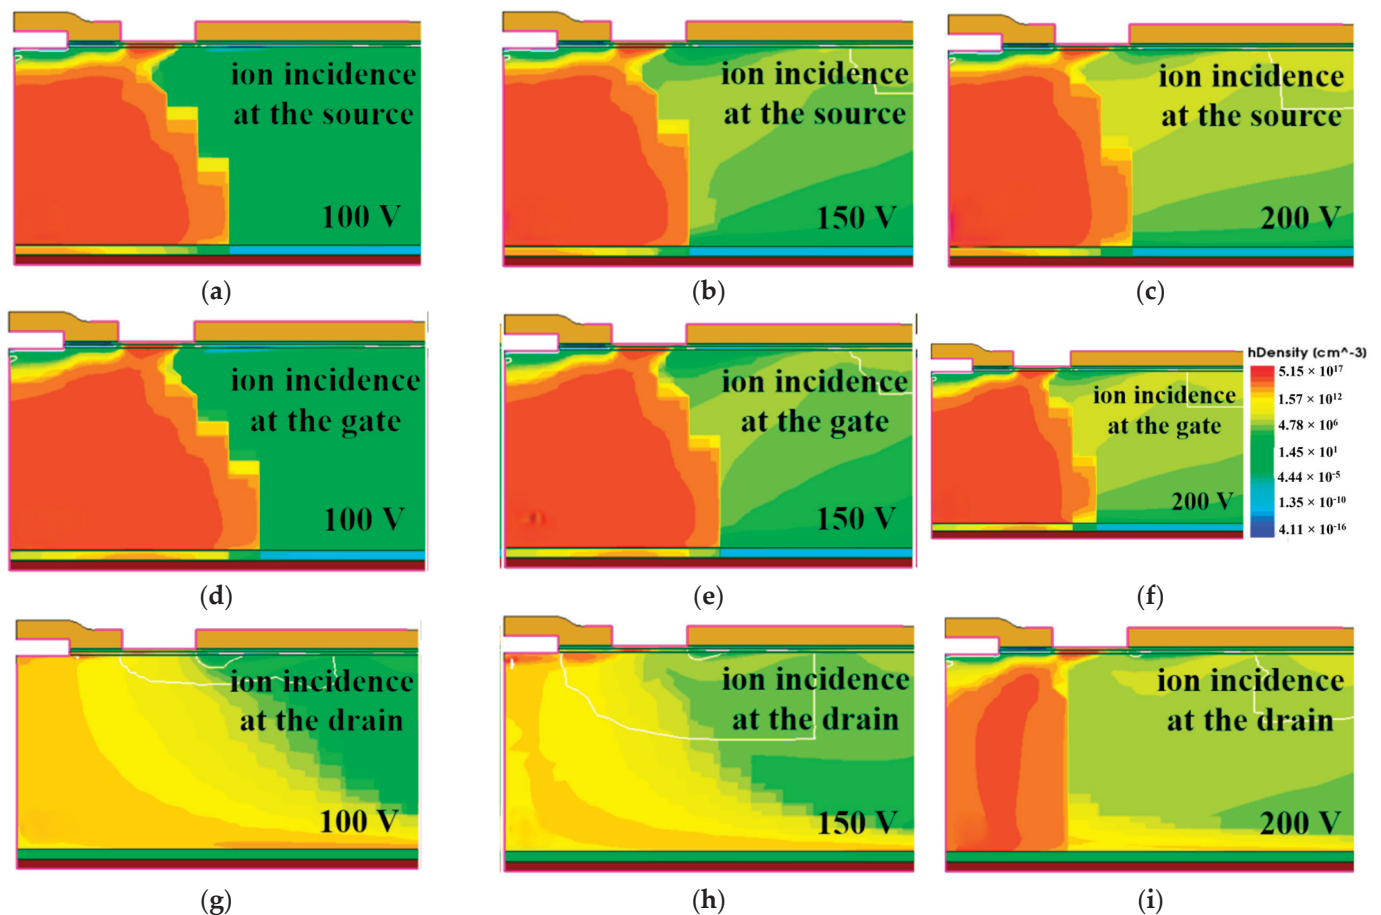 ion incidence
at the source
100 V
(a)
ion incidence
at the source
150 V
(b)
ion incidence
at the source
200 V
(c)
ion incidence
at the gate
100 V
(d)
ion incidence
at the gate
150 V
(e)
ion incidence
at the gate
200 V
(f)
hDensity (cm^-3)
5.15 × 10¹⁷
1.57 × 10¹²
4.78 × 10⁶
1.45 × 10¹
4.44 × 10⁻⁵
1.35 × 10⁻¹⁰
4.11 × 10⁻¹⁶
ion incidence
at the drain
100 V
(g)
ion incidence
at the drain
150 V
(h)
ion incidence
at the drain
200 V
(i)